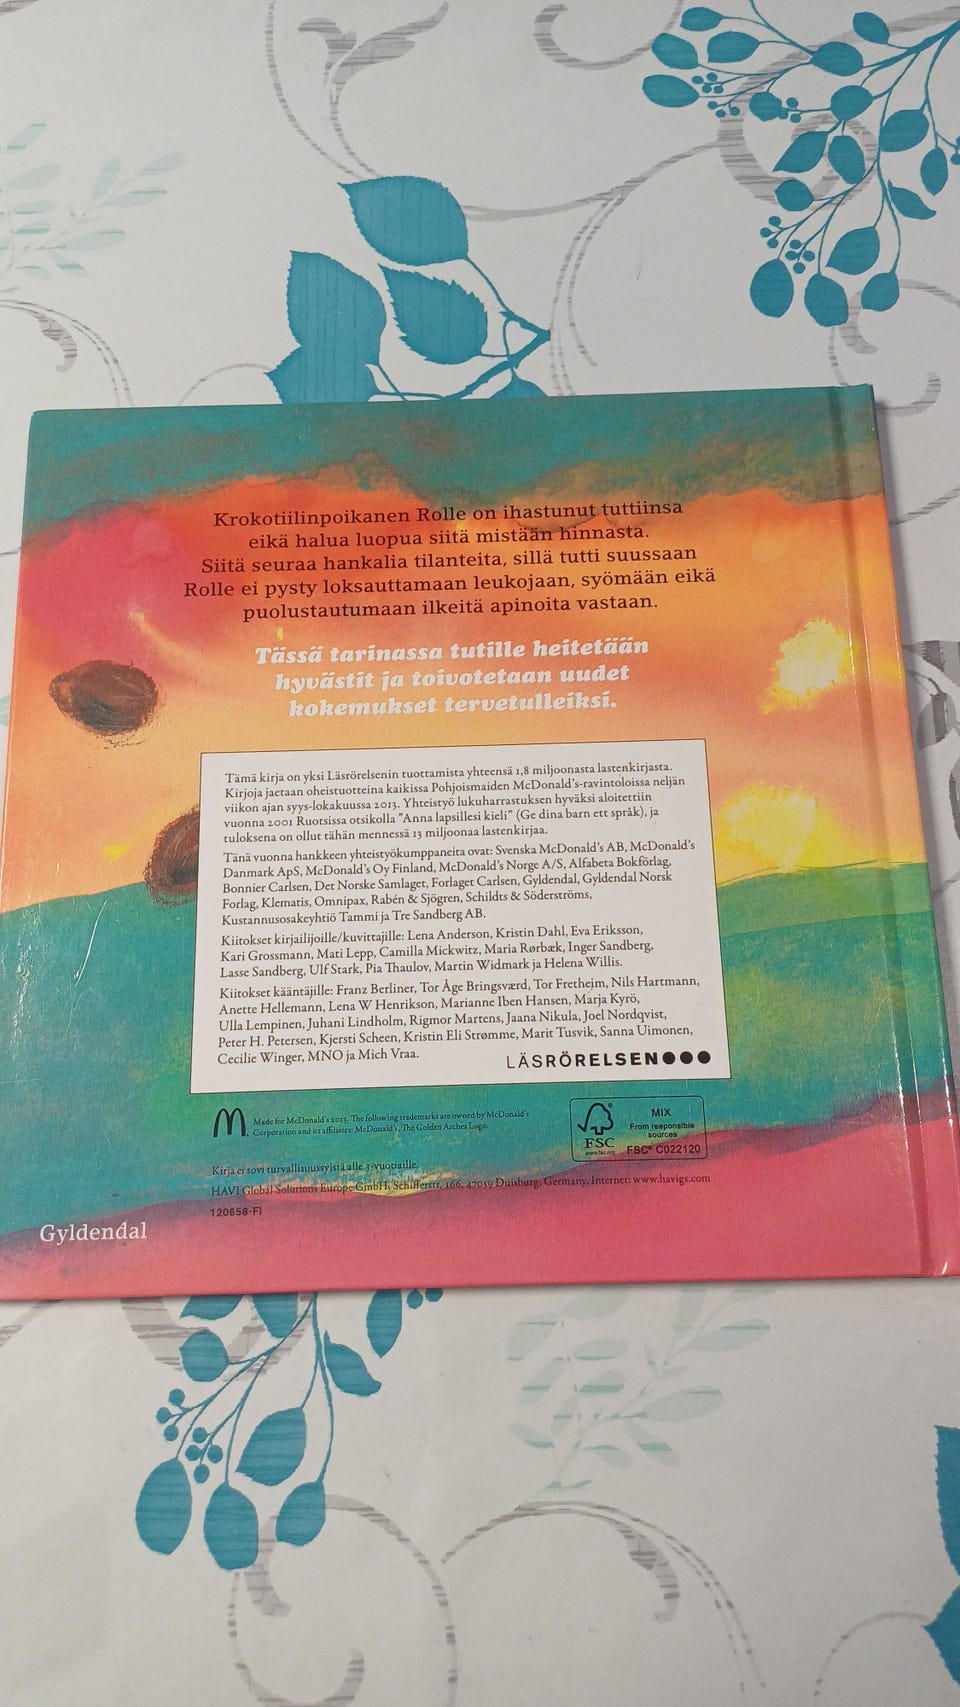 Krokotiilinpoikanen Rolle on ihastunut tuttiinsa
eikä halua luopua siitä mistään hinnasta.
Siitä seuraa hankalia tilanteita, sillä tutti suussaan
Rolle ei pysty loksauttamaan leukojaan, syömään eikä
puolustautumaan ilkeitä apinoita vastaan.
Tässä tarinassa tutille heitetään
hyvästit ja toivotetaan uudet
kokemukset tervetulleiksi.
Tämä kirja on yksi Läsrörelsenin tuottamista yhteensä 1,8 miljoonasta lastenkirjasta.
Kirjoja jaetaan oheistuotteina kaikissa Pohjoismaiden McDonald's-ravintoloissa neljän
viikon ajan syys-lokakuussa 2013. Yhteistyö lukuharrastuksen hyväksi aloitettiin
vuonna 2001 Ruotsissa otsikolla "Anna lapsillesi kieli" (Ge dina barn ett språk), ja
tuloksena on ollut tähän mennessä 13 miljoonaa lastenkirjaa.
Tänä vuonna hankkeen yhteistyökumppaneita ovat: Svenska McDonald's AB, McDonald's
Danmark ApS, McDonald's Oy Finland, McDonald's Norge A/S, Alfabeta Bokförlag,
Bonnier Carlsen, Det Norske Samlaget, Forlaget Carlsen, Gyldendal, Gyldendal Norsk
Forlag, Klematis, Omnipax, Rabén & Sjögren, Schildts & Söderströms,
Kustannusosakeyhtiö Tammi ja Tre Sandberg AB.
Kiitokset kirjailijoille/kuvittajille: Lena Anderson, Kristin Dahl, Eva Eriksson,
Kari Grossmann, Mati Lepp, Camilla Mickwitz, Maria Rørbæk, Inger Sandberg,
Lasse Sandberg, Ulf Stark, Pia Thaulov, Martin Widmark ja Helena Willis.
Kiitokset kääntäjille: Franz Berliner, Tor Åge Bringsværd, Tor Fretheim, Nils Hartmann,
Anette Hellemann, Lena W Henrikson, Marianne Iben Hansen, Marja Kyrö,
Ulla Lempinen, Juhani Lindholm, Rigmor Martens, Jaana Nikula, Joel Nordqvist,
Peter H. Petersen, Kjersti Scheen, Kristin Eli Strømme, Marit Tusvik, Sanna Uimonen,
Cecilie Winger, MNO ja Mich Vraa.
LÄSRÖRELSEN
Made for McDonald's 2013. The following trademarks are owned by McDonald's
Corporation and its affiliates: McDonald's, The Golden Arches Logo.
FSC
www.fsc.org
MIX
From responsible
sources
FSC® C022120
Kirja ei sovi turvallisuussyistä alle 3-vuotiaille.
HAVI Global Solutions Europe GmbH, Schifferstr. 166, 47059 Duisburg, Germany, Internet: www.havigs.com
120658-FI
Gyldendal